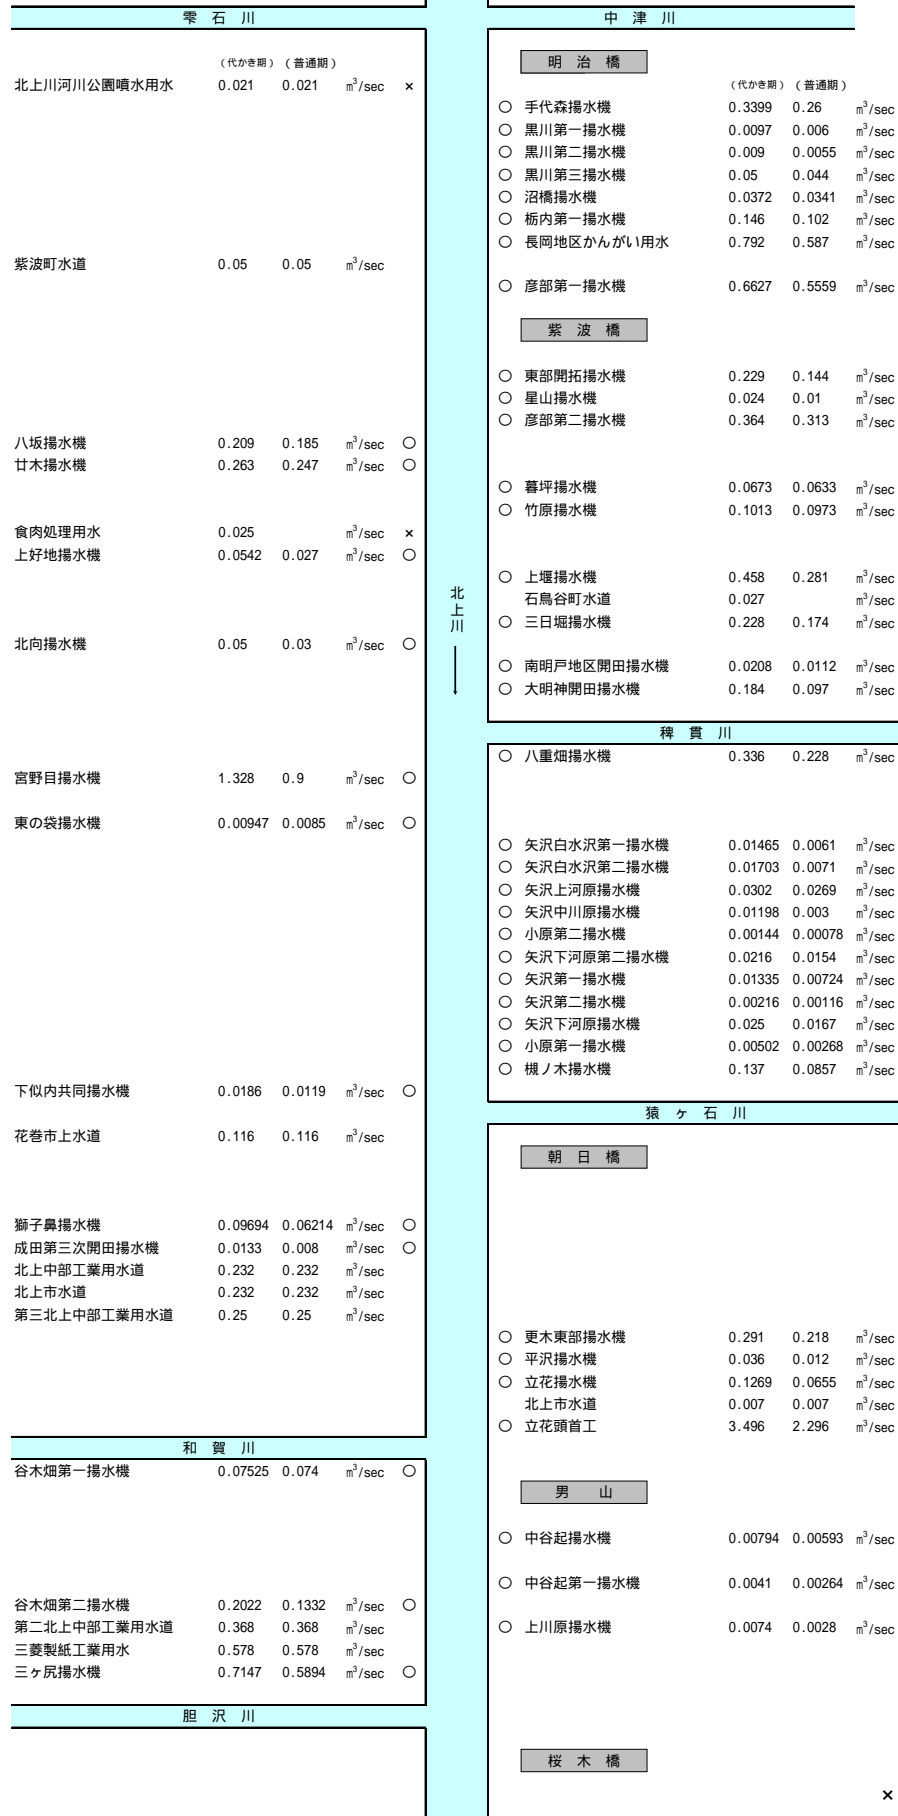 雫石川
（代かき期）（普通期）
北上川河川公園噴水用水 0.021 0.021 m³/sec ×
紫波町水道 0.05 0.05 m³/sec
八坂揚水機 0.209 0.185 m³/sec ○
廿木揚水機 0.263 0.247 m³/sec ○
食肉処理用水 0.025 m³/sec ×
上好地揚水機 0.0542 0.027 m³/sec ○
北向揚水機 0.05 0.03 m³/sec ○
宮野目揚水機 1.328 0.9 m³/sec ○
東の袋揚水機 0.00947 0.0085 m³/sec ○
下似内共同揚水機 0.0186 0.0119 m³/sec ○
花巻市上水道 0.116 0.116 m³/sec
獅子鼻揚水機 0.09694 0.06214 m³/sec ○
成田第三次開田揚水機 0.0133 0.008 m³/sec ○
北上中部工業用水道 0.232 0.232 m³/sec
北上市水道 0.232 0.232 m³/sec
第三北上中部工業用水道 0.25 0.25 m³/sec
和賀川
谷木畑第一揚水機 0.07525 0.074 m³/sec ○
谷木畑第二揚水機 0.2022 0.1332 m³/sec ○
第二北上中部工業用水道 0.368 0.368 m³/sec
三菱製紙工業用水 0.578 0.578 m³/sec
三ヶ尻揚水機 0.7147 0.5894 m³/sec ○
胆沢川
北上川
中津川
明治橋
（代かき期）（普通期）
○ 手代森揚水機 0.3399 0.26 m³/sec
○ 黒川第一揚水機 0.0097 0.006 m³/sec
○ 黒川第二揚水機 0.009 0.0055 m³/sec
○ 黒川第三揚水機 0.05 0.044 m³/sec
○ 沼橋揚水機 0.0372 0.0341 m³/sec
○ 栃内第一揚水機 0.146 0.102 m³/sec
○ 長岡地区かんがい用水 0.792 0.587 m³/sec
○ 彦部第一揚水機 0.6627 0.5559 m³/sec
紫波橋
○ 東部開拓揚水機 0.229 0.144 m³/sec
○ 星山揚水機 0.024 0.01 m³/sec
○ 彦部第二揚水機 0.364 0.313 m³/sec
○ 暮坪揚水機 0.0673 0.0633 m³/sec
○ 竹原揚水機 0.1013 0.0973 m³/sec
○ 上堰揚水機 0.458 0.281 m³/sec
石鳥谷町水道 0.027 m³/sec
○ 三日堀揚水機 0.228 0.174 m³/sec
○ 南明戸地区開田揚水機 0.0208 0.0112 m³/sec
○ 大明神開田揚水機 0.184 0.097 m³/sec
稗貫川
○ 八重畑揚水機 0.336 0.228 m³/sec
○ 矢沢白水沢第一揚水機 0.01465 0.0061 m³/sec
○ 矢沢白水沢第二揚水機 0.01703 0.0071 m³/sec
○ 矢沢上河原揚水機 0.0302 0.0269 m³/sec
○ 矢沢中川原揚水機 0.01198 0.003 m³/sec
○ 小原第二揚水機 0.00144 0.00078 m³/sec
○ 矢沢下河原第二揚水機 0.0216 0.0154 m³/sec
○ 矢沢第一揚水機 0.01335 0.00724 m³/sec
○ 矢沢第二揚水機 0.00216 0.00116 m³/sec
○ 矢沢下河原揚水機 0.025 0.0167 m³/sec
○ 小原第一揚水機 0.00502 0.00268 m³/sec
○ 槻ノ木揚水機 0.137 0.0857 m³/sec
猿ヶ石川
朝日橋
○ 更木東部揚水機 0.291 0.218 m³/sec
○ 平沢揚水機 0.036 0.012 m³/sec
○ 立花揚水機 0.1269 0.0655 m³/sec
北上市水道 0.007 0.007 m³/sec
○ 立花頭首工 3.496 2.296 m³/sec
男山
○ 中谷起揚水機 0.00794 0.00593 m³/sec
○ 中谷起第一揚水機 0.0041 0.00264 m³/sec
○ 上川原揚水機 0.0074 0.0028 m³/sec
桜木橋
×